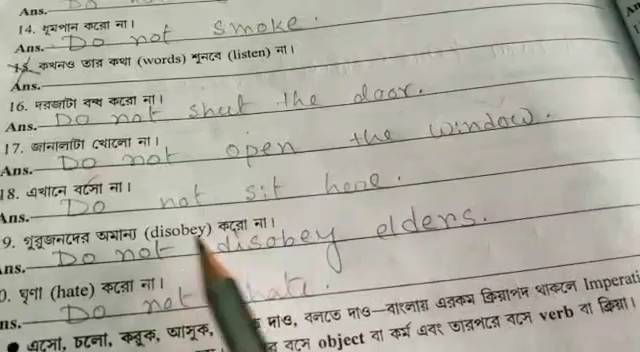 Ans.
14. ধূমপান করো না।
Ans. Do not smoke.
15. কখনও তার কথা (words) শুনবে (listen) না।
Ans.
16. দরজাটা বন্ধ করো না।
Ans. Do not shut the door.
17. জানালাটা খোলো না।
Ans. Do not open the window.
18. এখানে বসো না।
Ans. Do not sit here.
9. গুরুজনদের অমান্য (disobey) করো না।
ns. Do not disobey elders.
0. ঘৃণা (hate) করো না।
ns. Do not hate.
● এসো, চলো, করুক, আসুক, দাও, বলতে দাও—বাংলায় এরকম ক্রিয়াপদ থাকলে Imperati
বসে object বা কর্ম এবং তারপরে বসে verb বা ক্রিয়া।